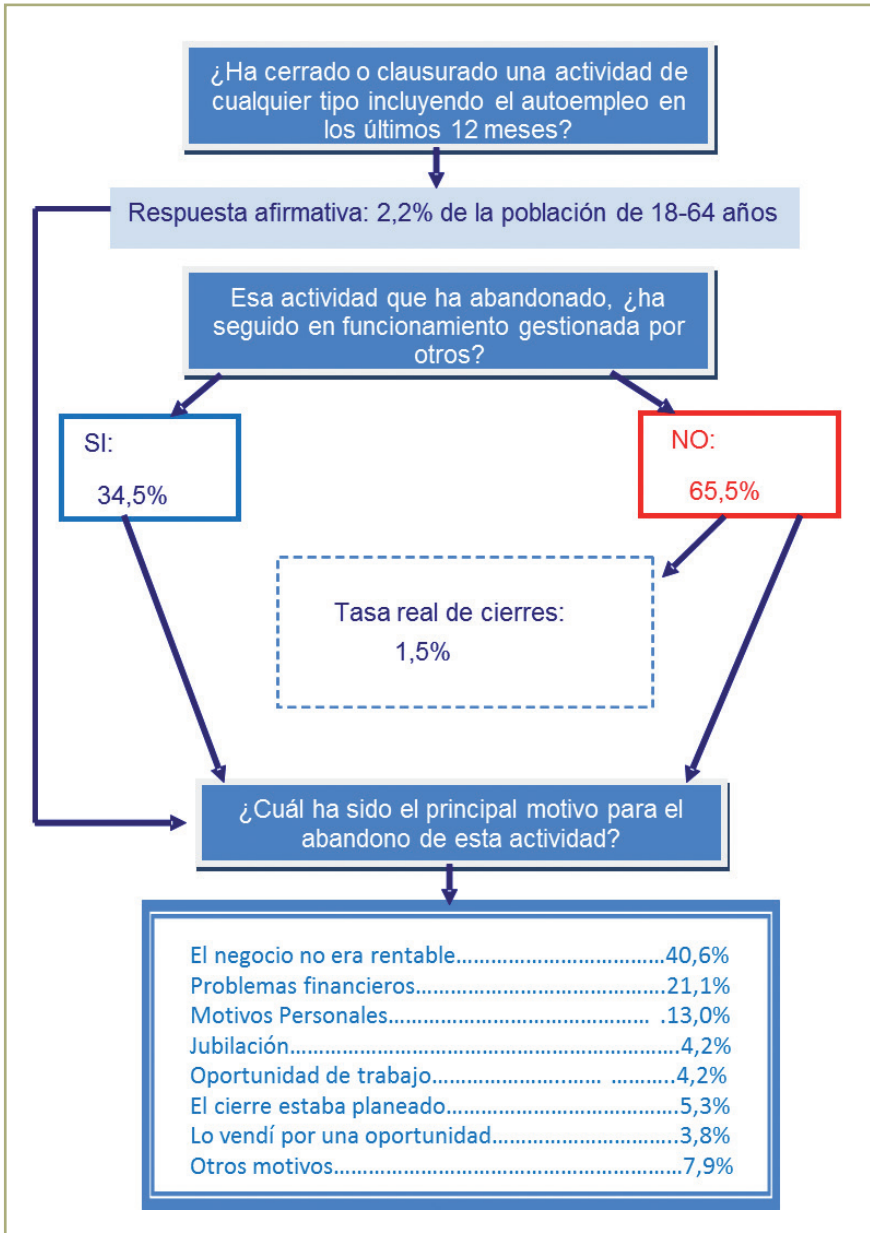 ¿Ha cerrado o clausurado una actividad de
cualquier tipo incluyendo el autoempleo en
los últimos 12 meses?
Respuesta afirmativa: 2,2% de la población de 18-64 años
Esa actividad que ha abandonado, ¿ha
seguido en funcionamiento gestionada por
otros?
SI:
34,5%
NO:
65,5%
Tasa real de cierres:
1,5%
¿Cuál ha sido el principal motivo para el
abandono de esta actividad?
El negocio no era rentable……………………………40,6%
Problemas financieros…………………………………..21,1%
Motivos Personales……………………………… .13,0%
Jubilación………………………………………………….4,2%
Oportunidad de trabajo………………..…… ………..4,2%
El cierre estaba planeado………………………………5,3%
Lo vendí por una oportunidad………………………..3,8%
Otros motivos……………………………………………7,9%